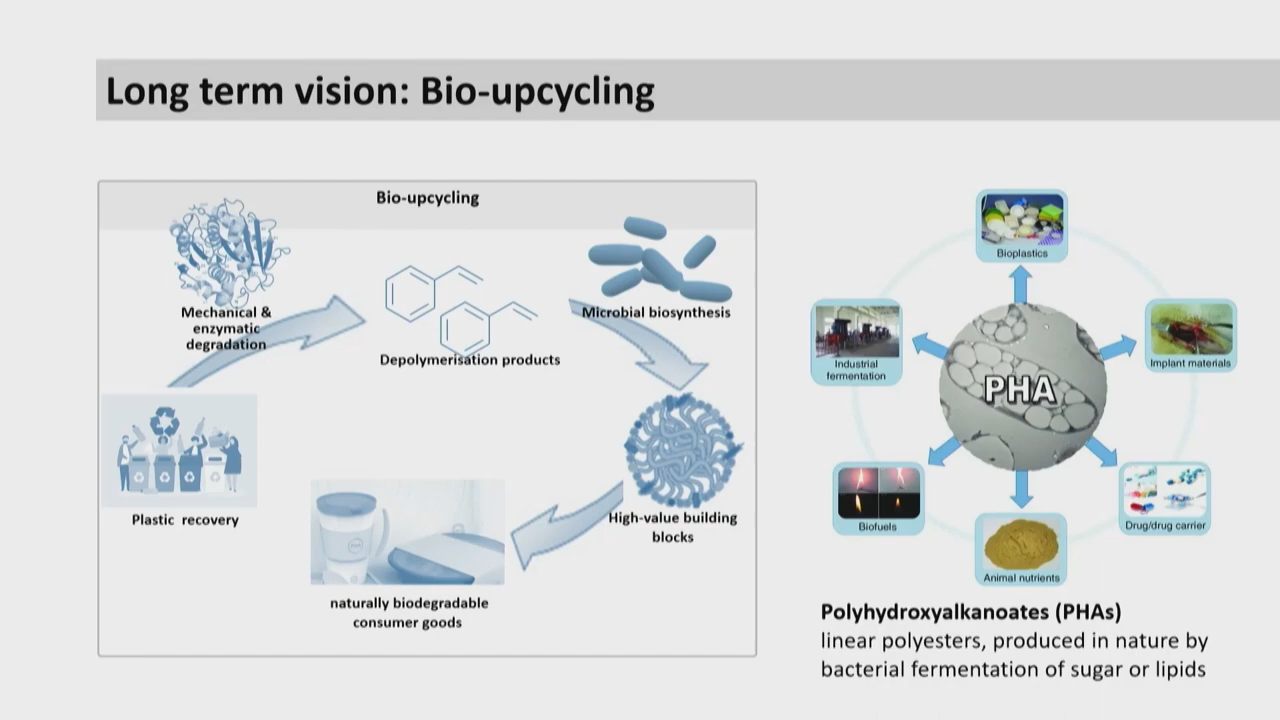 Long term vision: Bio-upcycling
Bio-upcycling
Mechanical &
enzymatic
degradation
Depolymerisation products
Microbial biosynthesis
Plastic recovery
High-value building
blocks
naturally biodegradable
consumer goods
Bioplastics
Industrial
fermentation
Implant materials
PHA
Biofuels
Drug/drug carrier
Animal nutrients
Polyhydroxyalkanoates (PHAs)
linear polyesters, produced in nature by
bacterial fermentation of sugar or lipids